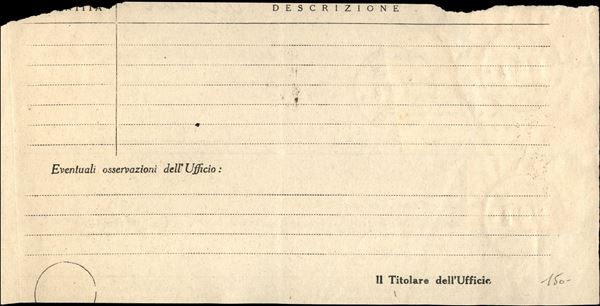 DESCRIZIONE
Eventuali osservazioni dell'Ufficio :
Il Titolare dell'Ufficio
-150-